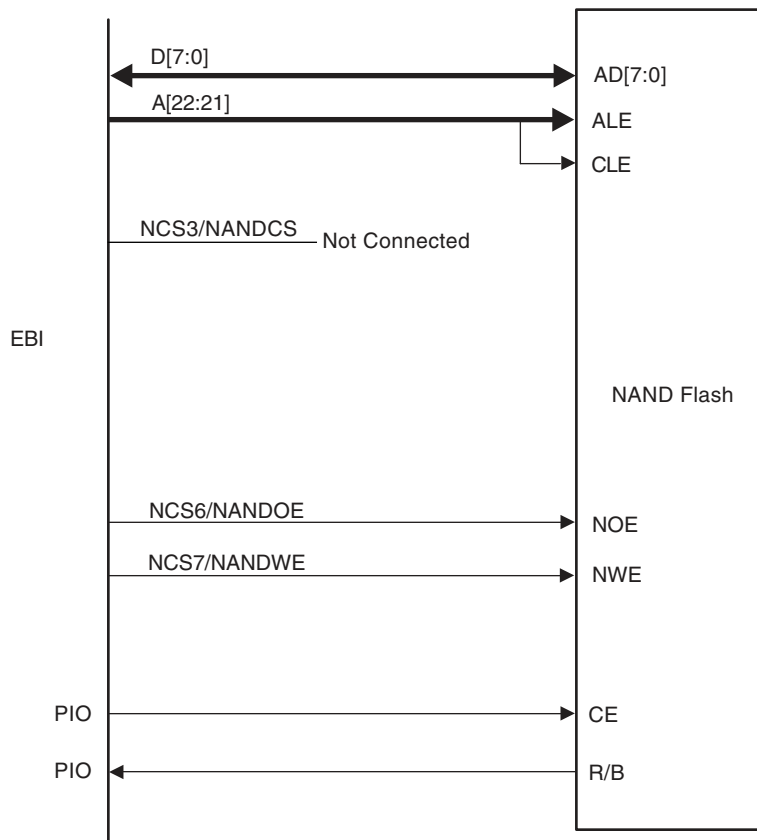 D[7:0]
AD[7:0]
A[22:21]
ALE
CLE
NCS3/NANDCS
Not Connected
EBI
NAND Flash
NCS6/NANDOE
NOE
NCS7/NANDWE
NWE
PIO
CE
PIO
R/B